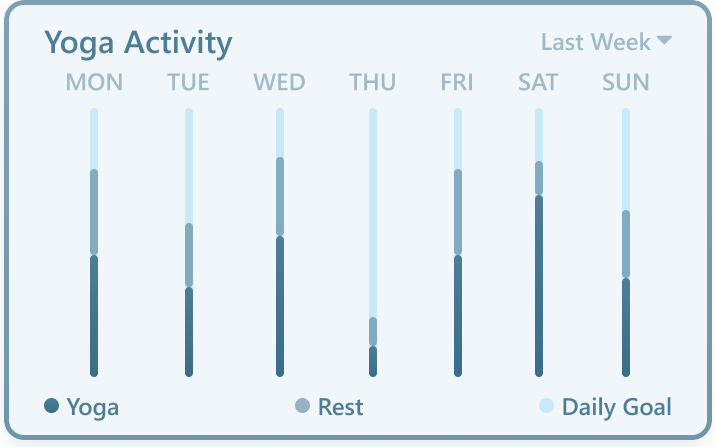 Yoga Activity Last Week
MON TUE WED THU FRI SAT SUN
Yoga Rest Daily Goal